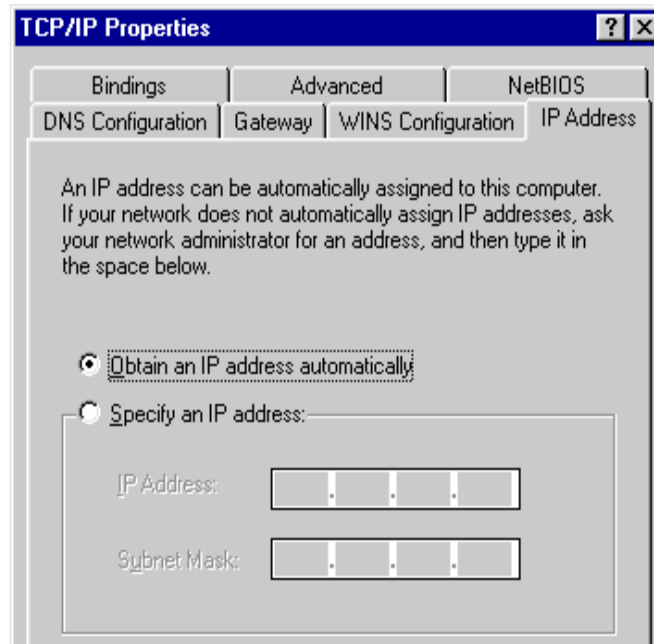 TCP/IP Properties
? X
Bindings Advanced NetBIOS
DNS Configuration Gateway WINS Configuration IP Address
An IP address can be automatically assigned to this computer.
If your network does not automatically assign IP addresses, ask
your network administrator for an address, and then type it in
the space below.
Obtain an IP address automatically
Specify an IP address:
IP Address:
. . .
Subnet Mask:
. . .